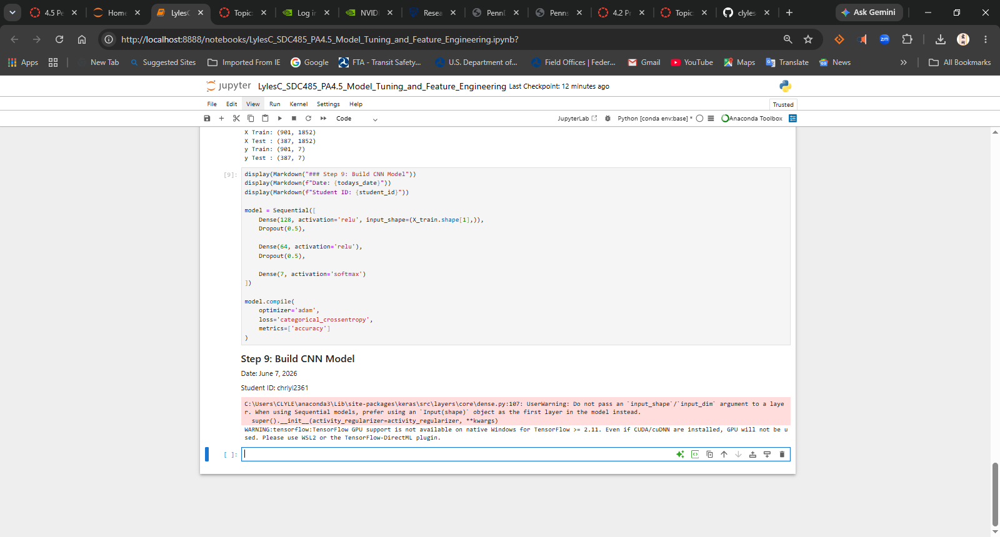 4.5 Pe
Home
LylesC
Topic:
Log ir
NVIDI
Resea
PennD
Penns
4.2 Pr
Topic:
clyles
Ask Gemini
http://localhost:8888/notebooks/LylesC_SDC485_PA4.5_Model_Tuning_and_Feature_Engineering.ipynb?
zm
Apps
New Tab
Suggested Sites
Imported From IE
Google
FTA - Transit Safety...
U.S. Department of...
Field Offices | Feder...
Gmail
YouTube
Maps
Translate
News
All Bookmarks
jupyter LylesC_SDC485_PA4.5_Model_Tuning_and_Feature_Engineering Last Checkpoint: 12 minutes ago
File Edit View Run Kernel Settings Help
Trusted
Code
JupyterLab
Python [conda env:base] *
Anaconda Toolbox
X Train: (901, 1852)
X Test : (387, 1852)
y Train: (901, 7)
y Test : (387, 7)
[9]:
display(Markdown("### Step 9: Build CNN Model"))
display(Markdown(f"Date: {todays_date}"))
display(Markdown(f"Student ID: {student_id}"))
model = Sequential([
Dense(128, activation='relu', input_shape=(X_train.shape[1],)),
Dropout(0.5),
Dense(64, activation='relu'),
Dropout(0.5),
Dense(7, activation='softmax')
])
model.compile(
optimizer='adam',
loss='categorical_crossentropy',
metrics=['accuracy']
)
Step 9: Build CNN Model
Date: June 7, 2026
Student ID: chrlyl2361
C:\Users\CLYLE\anaconda3\Lib\site-packages\keras\src\layers\core\dense.py:107: UserWarning: Do not pass an `input_shape`/`input_dim` argument to a laye
r. When using Sequential models, prefer using an `Input(shape)` object as the first layer in the model instead.
super().__init__(activity_regularizer=activity_regularizer, **kwargs)
WARNING:tensorflow:TensorFlow GPU support is not available on native Windows for TensorFlow >= 2.11. Even if CUDA/cuDNN are installed, GPU will not be u
sed. Please use WSL2 or the TensorFlow-DirectML plugin.
[ ]: